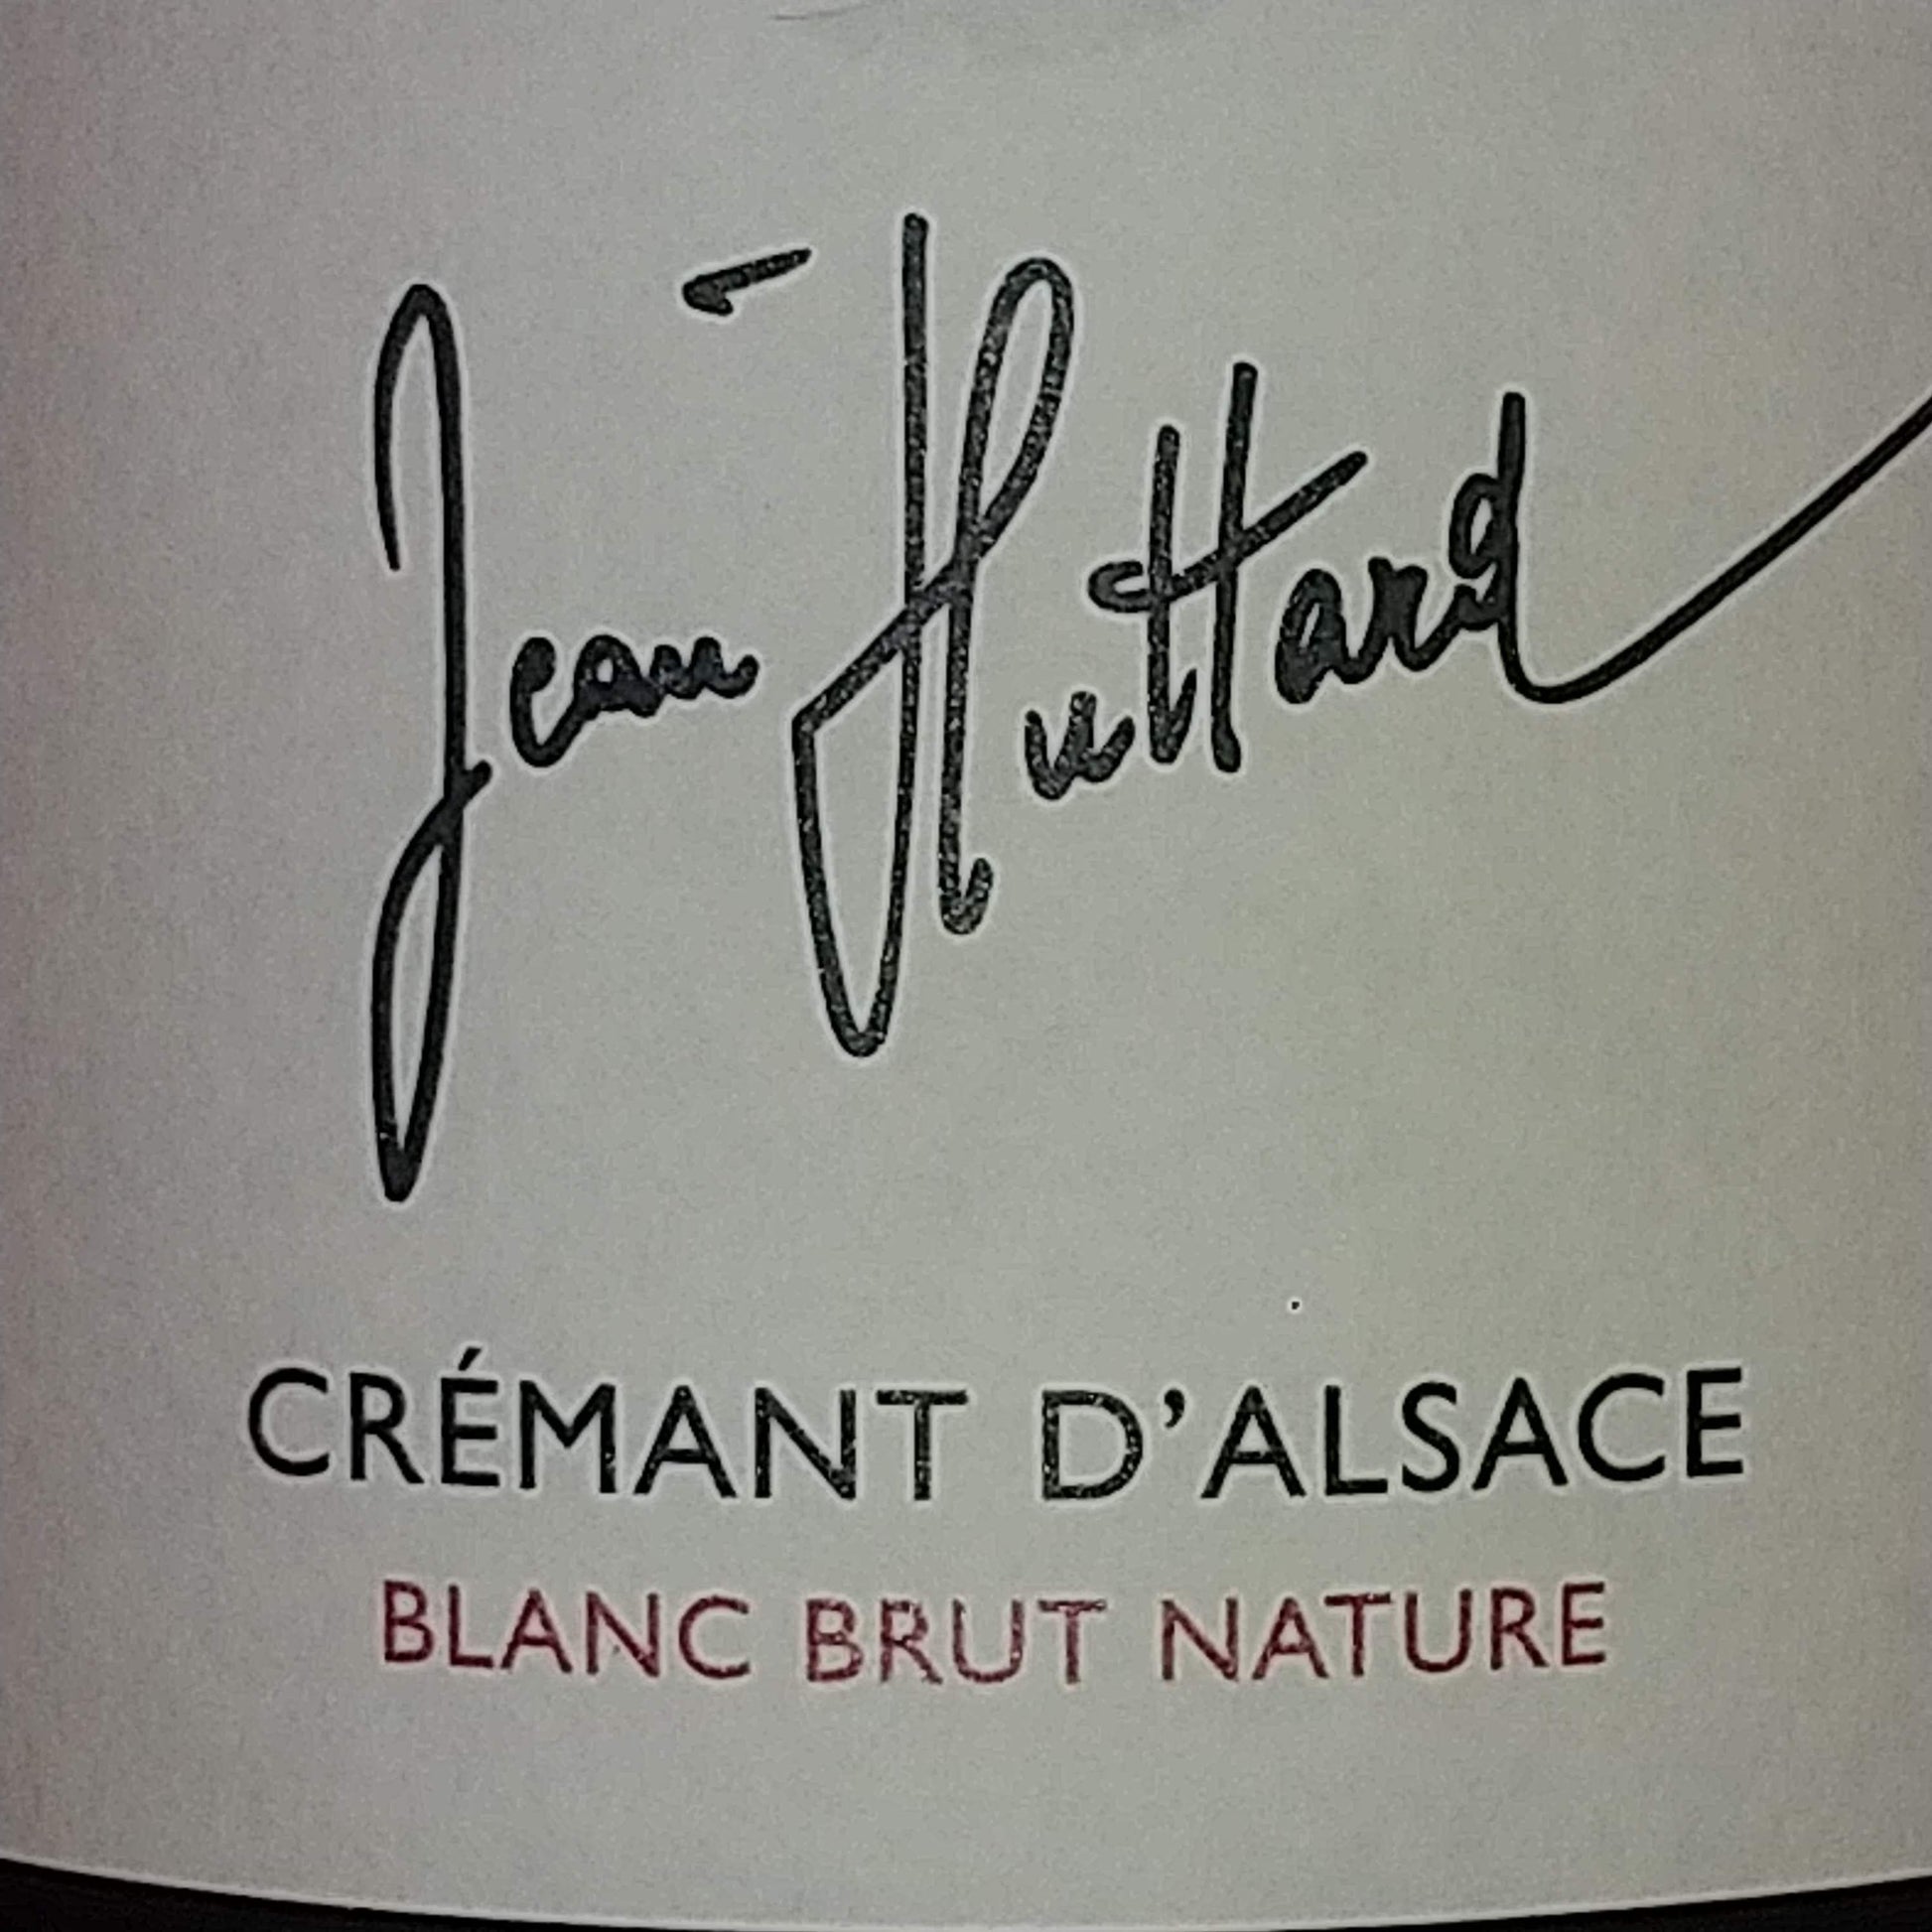 Jean Huttard
CRÉMANT D'ALSACE
BLANC BRUT NATURE